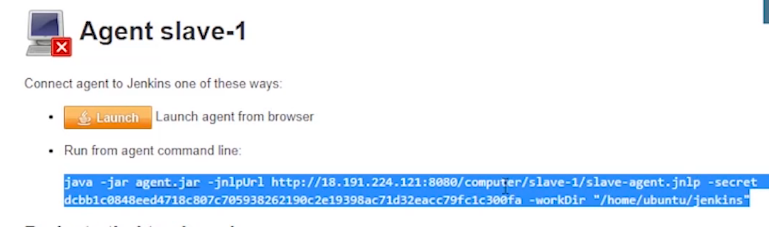 Agent slave-1
Connect agent to Jenkins one of these ways:
Launch Launch agent from browser
Run from agent command line:
java -jar agent.jar -jnlpUrl http://18.191.224.121:8080/computer/slave-1/slave-agent.jnlp -secret
dcbb1c0848eed4718c807c705938262190c2e19398ac71d32eacc79fc1c300fa -workDir "/home/ubuntu/jenkins"